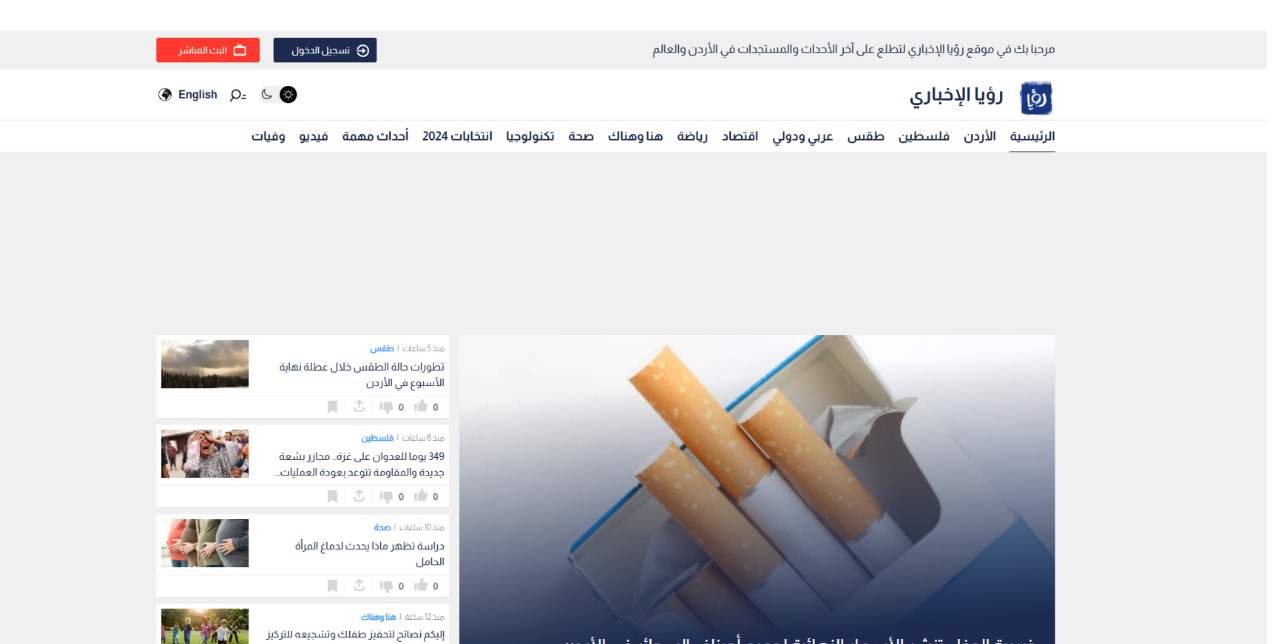 مرحبا بك في موقع رؤيا الإخباري لتطلع على آخر الأحداث والمستجدات في الأردن والعالم
تسجيل الدخول
البث المباشر
رؤيا
رؤيا الإخباري
English
الرئيسية الأردن فلسطين طقس عربي ودولي اقتصاد رياضة هنا وهناك صحة تكنولوجيا انتخابات 2024 أحداث مهمة فيديو وفيات
منذ 5 ساعات | طقس
تطورات حالة الطقس خلال عطلة نهاية
الأسبوع في الأردن
0 0
منذ 6 ساعات | فلسطين
349 يوما للعدوان على غزة.. مجازر بشعة
جديدة والمقاومة تتوعد بعودة العمليات...
0 0
منذ 10 ساعات | صحة
دراسة تظهر ماذا يحدث لدماغ المرأة
الحامل
0 0
منذ 12 ساعة | هنا وهناك
إليكم نصائح لتحفيز طفلك وتشجيعه للتركيز